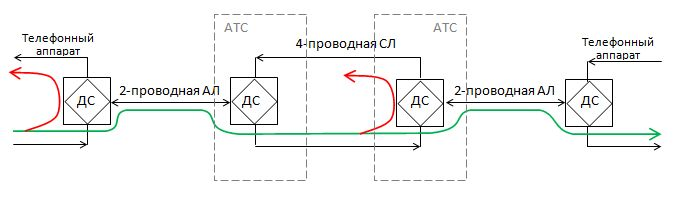 АТС
АТС
Телефонный
аппарат
4-проводная СЛ
Телефонный
аппарат
2-проводная АЛ
2-проводная АЛ
ДС
ДС
ДС
ДС